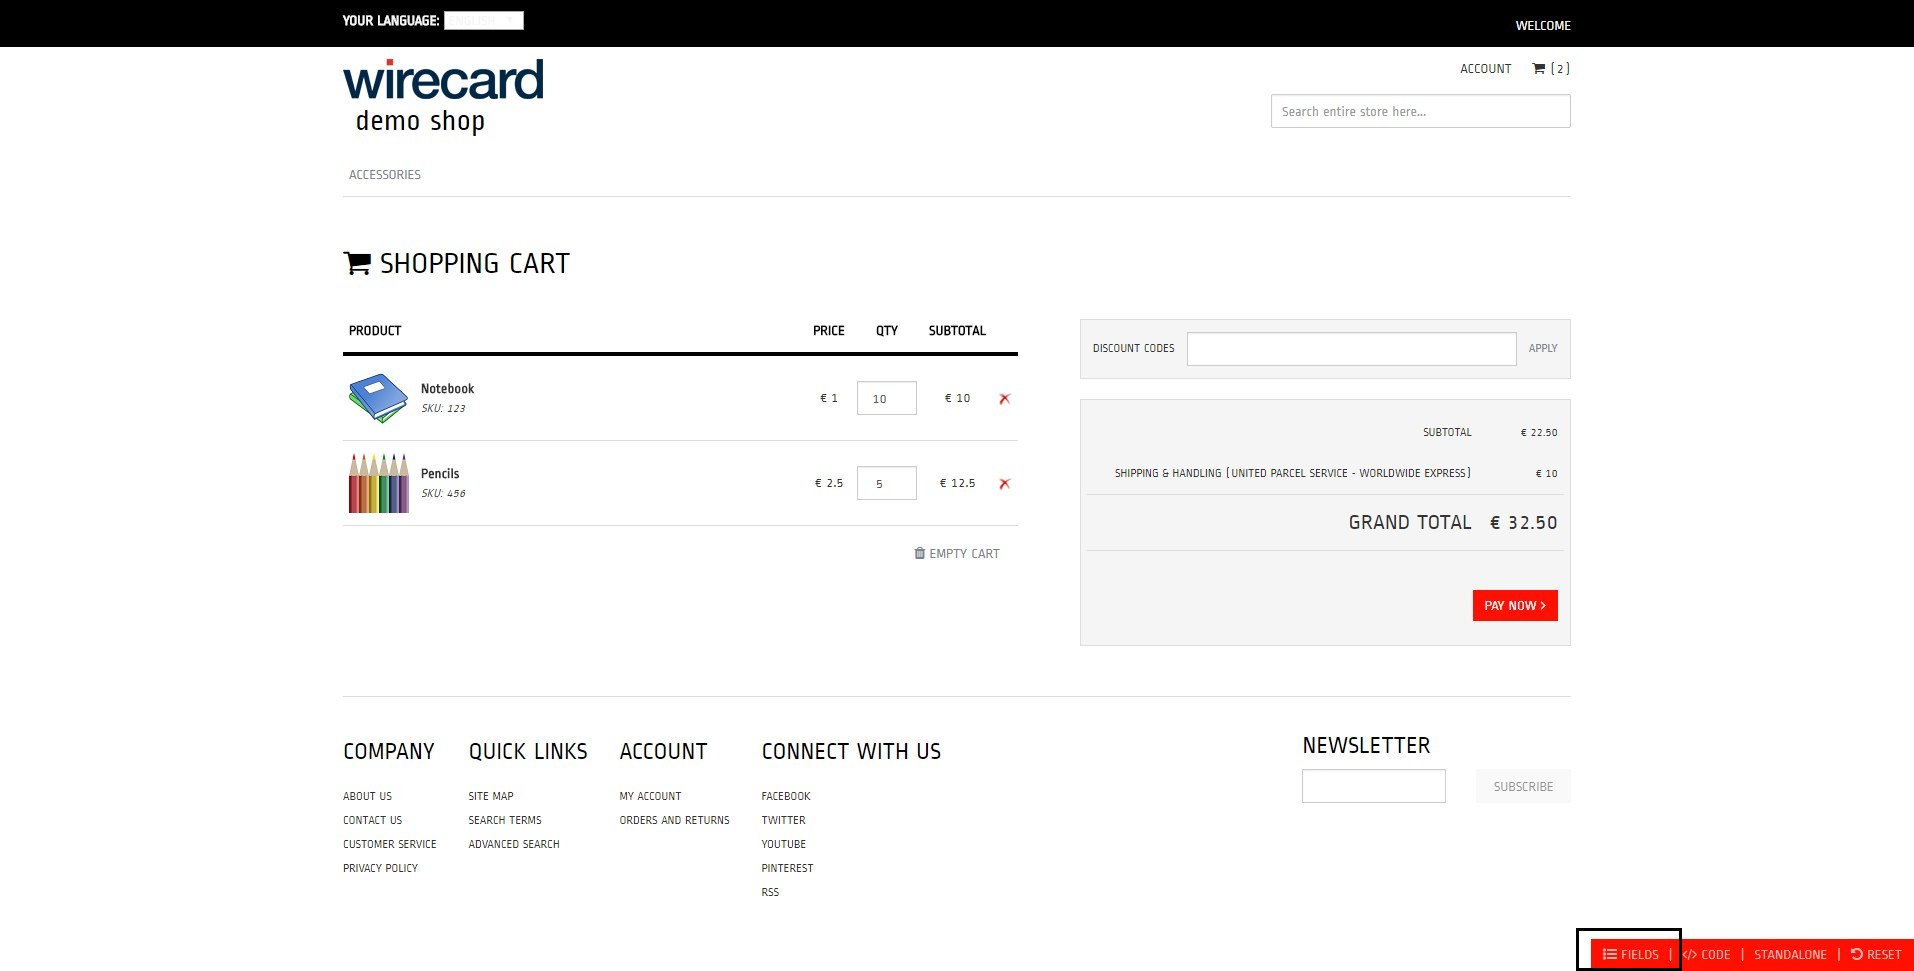 YOUR LANGUAGE: ENGLISH
WELCOME
wirecard
demo shop
ACCOUNT (2)
Search entire store here...
ACCESSORIES
SHOPPING CART
PRODUCT PRICE QTY SUBTOTAL
Notebook
SKU: 123
€ 1 10 € 10
Pencils
SKU: 456
€ 2.5 5 € 12.5
EMPTY CART
DISCOUNT CODES APPLY
SUBTOTAL € 22.50
SHIPPING & HANDLING (UNITED PARCEL SERVICE - WORLDWIDE EXPRESS) € 10
GRAND TOTAL € 32.50
PAY NOW >
COMPANY
ABOUT US
CONTACT US
CUSTOMER SERVICE
PRIVACY POLICY
QUICK LINKS
SITE MAP
SEARCH TERMS
ADVANCED SEARCH
ACCOUNT
MY ACCOUNT
ORDERS AND RETURNS
CONNECT WITH US
FACEBOOK
TWITTER
YOUTUBE
PINTEREST
RSS
NEWSLETTER
SUBSCRIBE
FIELDS | </> CODE | STANDALONE | RESET